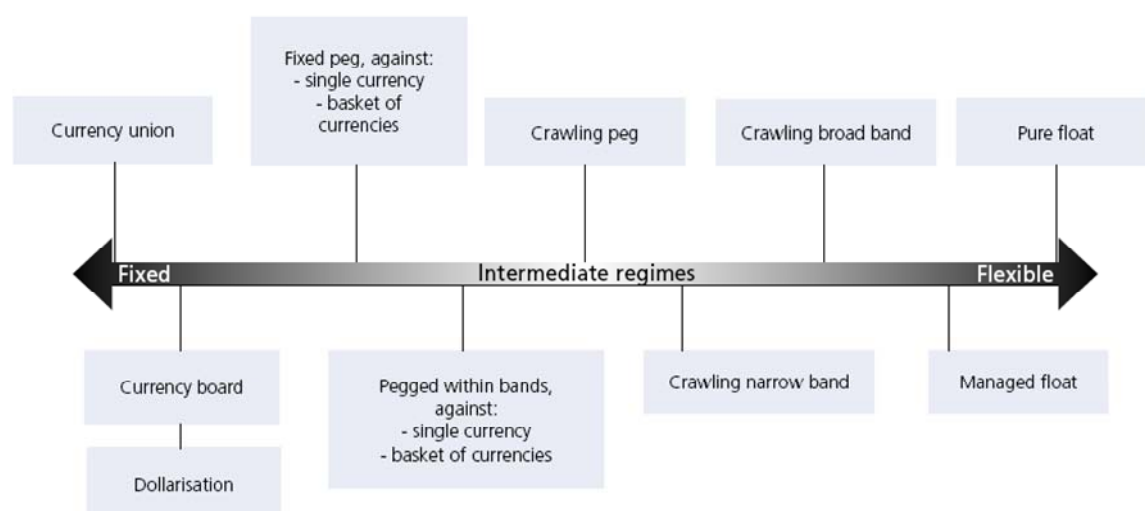 Fixed peg, against:
- single currency
- basket of
currencies
Currency union
Crawling peg
Crawling broad band
Pure float
Fixed
Intermediate regimes
Flexible
Currency board
Pegged within bands,
against:
- single currency
- basket of currencies
Crawling narrow band
Managed float
Dollarisation